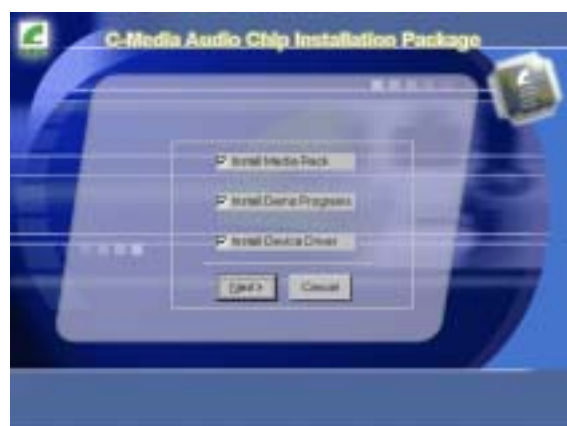 C-Media Audio Chip Installation Package
Install Media Rack
Install Demo Programs
Install Device Driver
Next >
Cancel